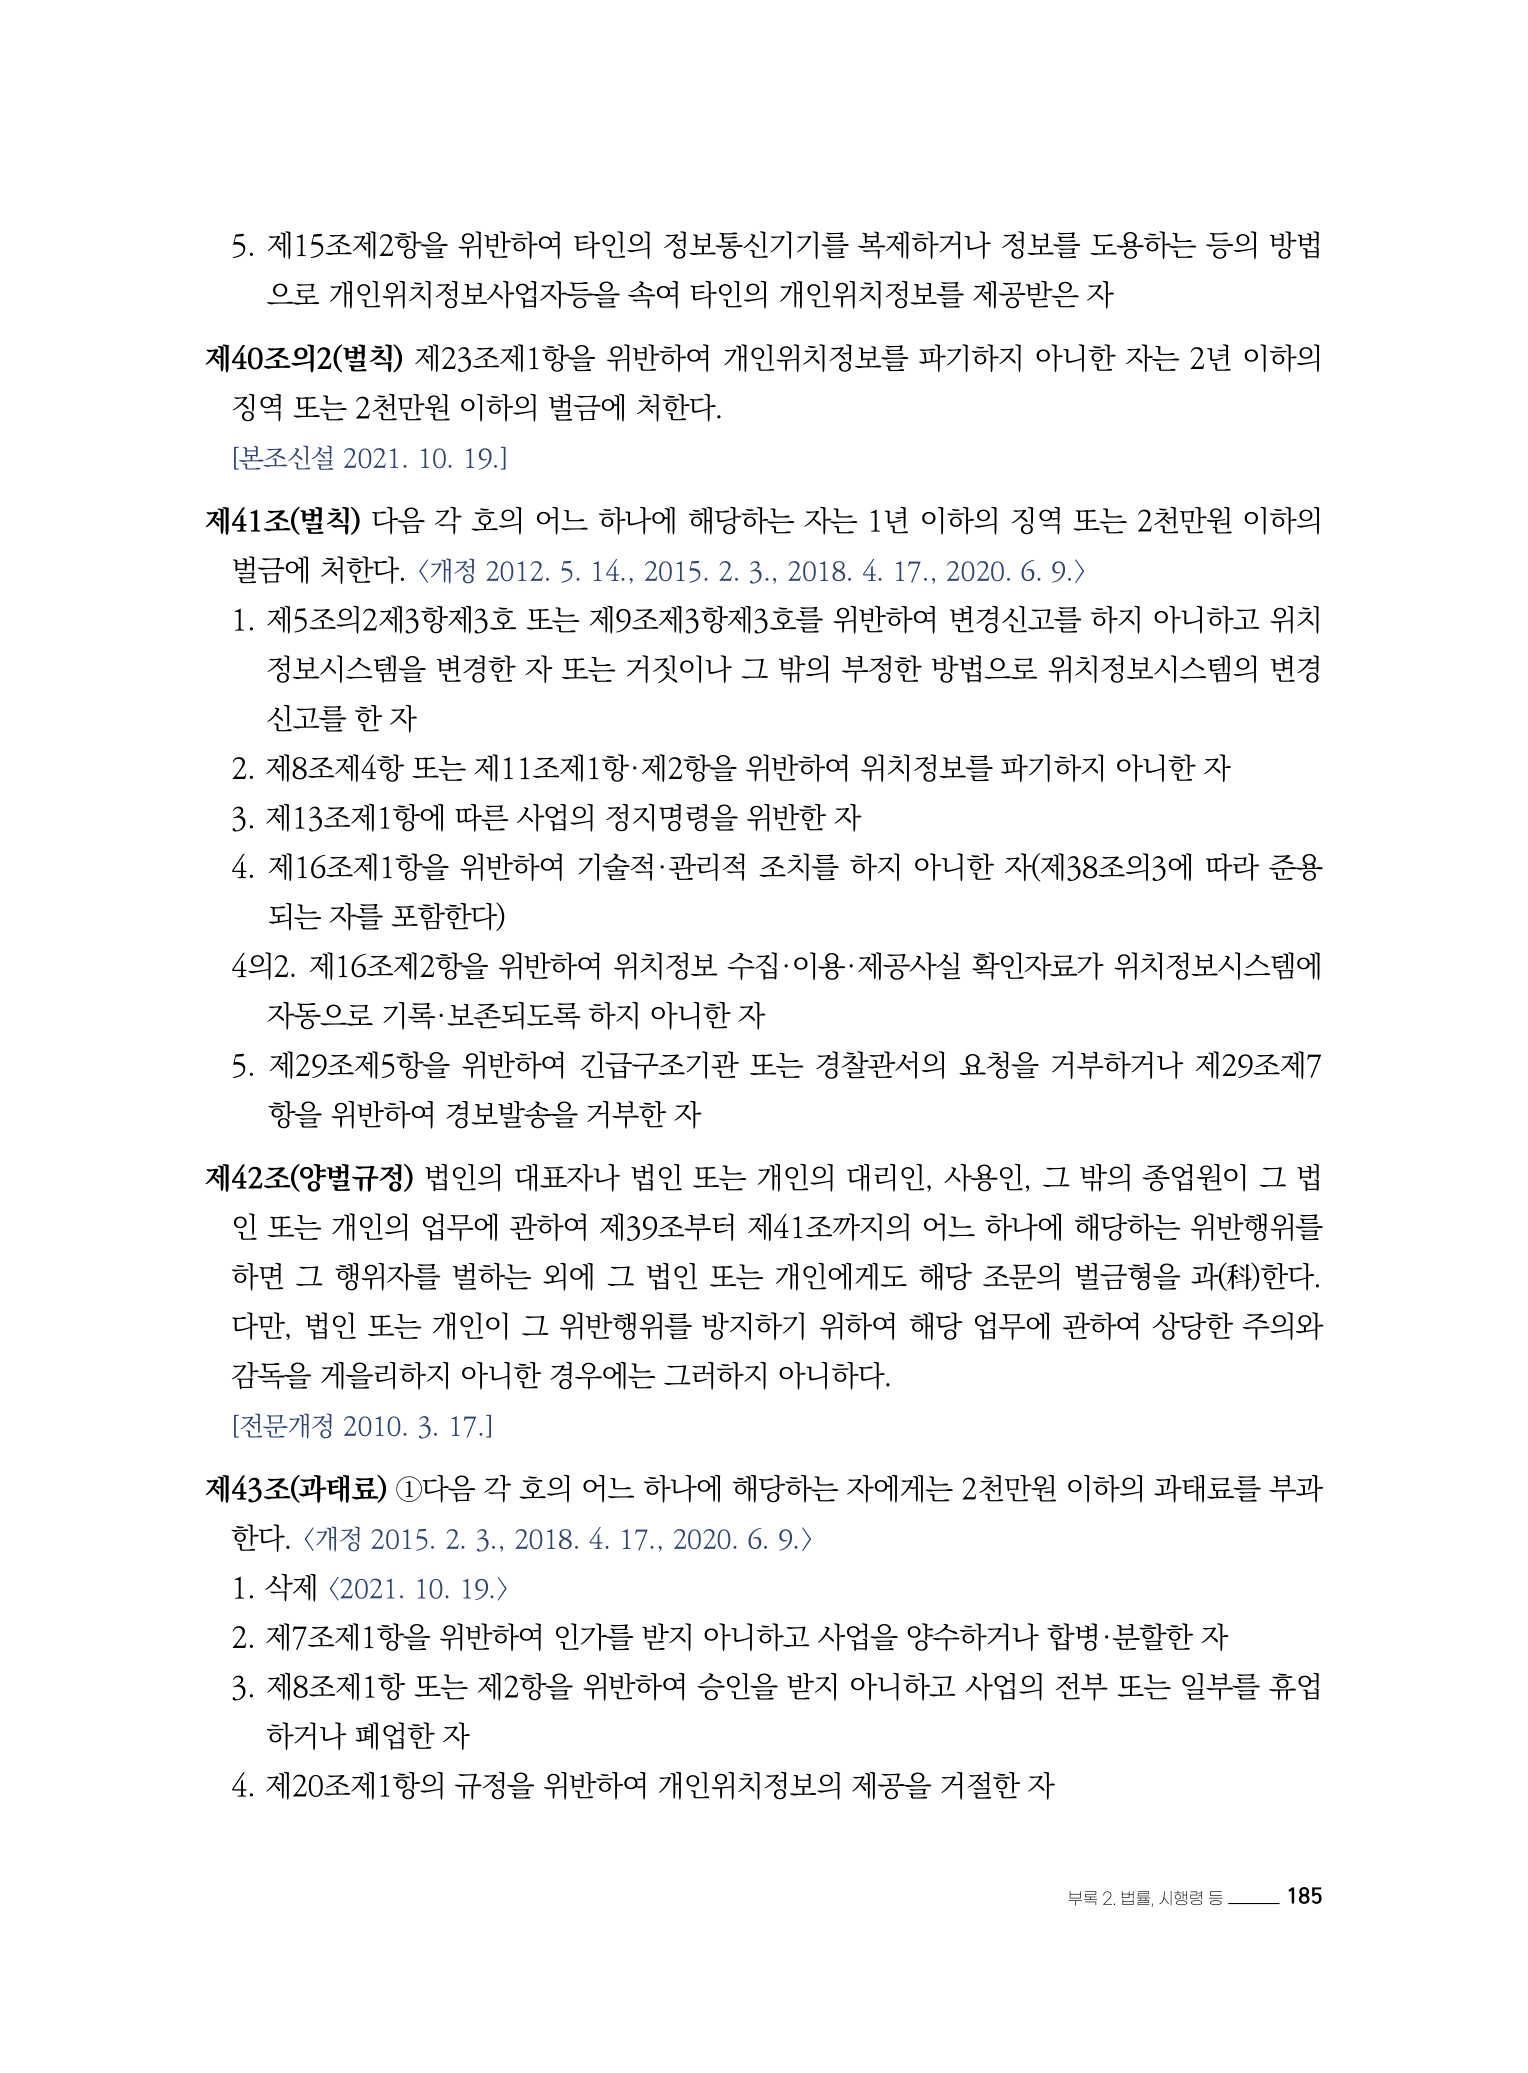 5. 제15조제2항을 위반하여 타인의 정보통신기기를 복제하거나 정보를 도용하는 등의 방법
으로 개인위치정보사업자등을 속여 타인의 개인위치정보를 제공받은 자
제40조의2(벌칙) 제23조제1항을 위반하여 개인위치정보를 파기하지 아니한 자는 2년 이하의
징역 또는 2천만원 이하의 벌금에 처한다.
[본조신설 2021. 10. 19.]
제41조(벌칙) 다음 각 호의 어느 하나에 해당하는 자는 1년 이하의 징역 또는 2천만원 이하의
벌금에 처한다. 〈개정 2012. 5. 14., 2015. 2. 3., 2018. 4. 17., 2020. 6. 9.〉
1. 제5조의2제3항제3호 또는 제9조제3항제3호를 위반하여 변경신고를 하지 아니하고 위치
정보시스템을 변경한 자 또는 거짓이나 그 밖의 부정한 방법으로 위치정보시스템의 변경
신고를 한 자
2. 제8조제4항 또는 제11조제1항·제2항을 위반하여 위치정보를 파기하지 아니한 자
3. 제13조제1항에 따른 사업의 정지명령을 위반한 자
4. 제16조제1항을 위반하여 기술적·관리적 조치를 하지 아니한 자(제38조의3에 따라 준용
되는 자를 포함한다)
4의2. 제16조제2항을 위반하여 위치정보 수집·이용·제공사실 확인자료가 위치정보시스템에
자동으로 기록·보존되도록 하지 아니한 자
5. 제29조제5항을 위반하여 긴급구조기관 또는 경찰관서의 요청을 거부하거나 제29조제7
항을 위반하여 경보발송을 거부한 자
제42조(양벌규정) 법인의 대표자나 법인 또는 개인의 대리인, 사용인, 그 밖의 종업원이 그 법
인 또는 개인의 업무에 관하여 제39조부터 제41조까지의 어느 하나에 해당하는 위반행위를
하면 그 행위자를 벌하는 외에 그 법인 또는 개인에게도 해당 조문의 벌금형을 과(科)한다.
다만, 법인 또는 개인이 그 위반행위를 방지하기 위하여 해당 업무에 관하여 상당한 주의와
감독을 게을리하지 아니한 경우에는 그러하지 아니하다.
[전문개정 2010. 3. 17.]
제43조(과태료) ①다음 각 호의 어느 하나에 해당하는 자에게는 2천만원 이하의 과태료를 부과
한다. 〈개정 2015. 2. 3., 2018. 4. 17., 2020. 6. 9.〉
1. 삭제 〈2021. 10. 19.〉
2. 제7조제1항을 위반하여 인가를 받지 아니하고 사업을 양수하거나 합병·분할한 자
3. 제8조제1항 또는 제2항을 위반하여 승인을 받지 아니하고 사업의 전부 또는 일부를 휴업
하거나 폐업한 자
4. 제20조제1항의 규정을 위반하여 개인위치정보의 제공을 거절한 자
부록 2. 법률, 시행령 등 185